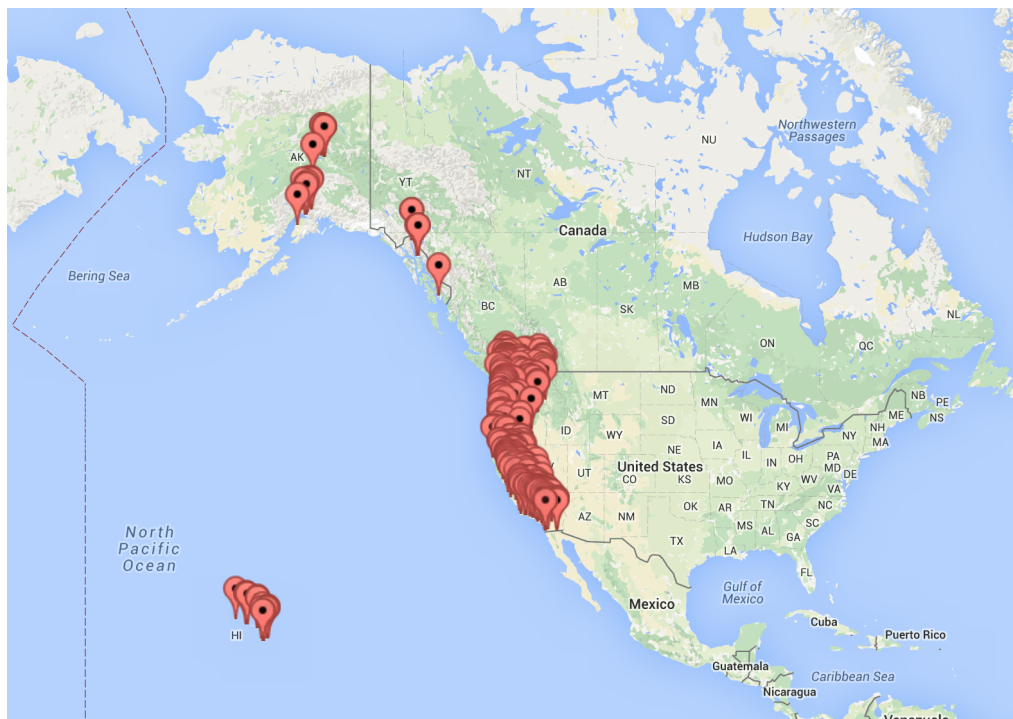 NU
Northwestern
Passages
AK
YT
NT
Canada
Hudson Bay
Bering Sea
AB
MB
BC
SK
NL
ON
QC
MT
ND
MN
NB
PE
ME
NS
WI
MI
SD
ID
WY
NH
NY
MA
NE
IA
United States
IL
IN
OH
PA
MD
DE
UT
CO
KS
MO
KY
WV
VA
AZ
NM
OK
AR
TN
NC
SC
MS
AL
GA
TX
LA
North
Pacific
Ocean
FL
Gulf of
Mexico
Mexico
Cuba
HI
Puerto Rico
Guatemala
Caribbean Sea
Nicaragua
Venezuela